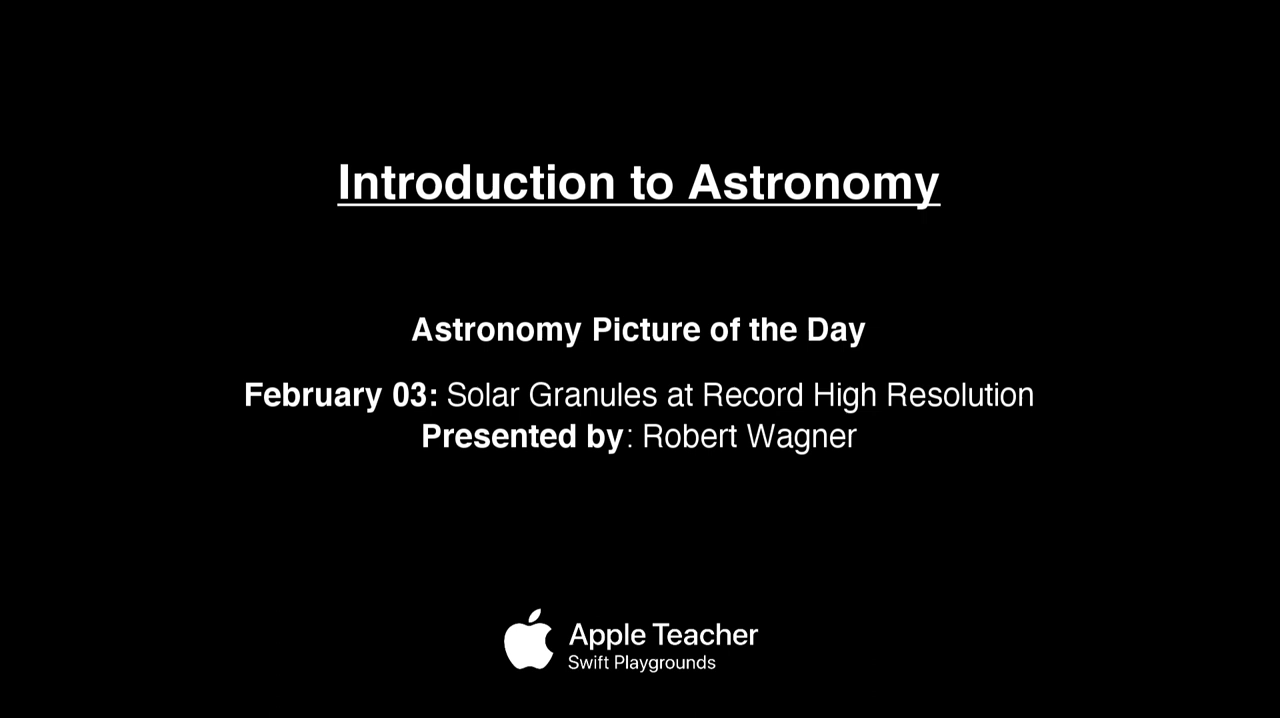 Introduction to Astronomy
Astronomy Picture of the Day
February 03: Solar Granules at Record High Resolution
Presented by: Robert Wagner
Apple Teacher
Swift Playgrounds